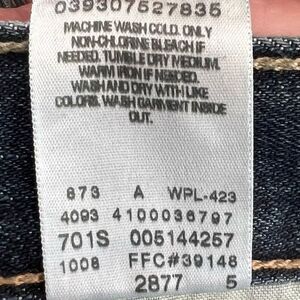 039307527835
MACHINE WASH COLD. ONLY
NON-CHLORINE BLEACH IF
NEEDED. TUMBLE DRY MEDIUM.
WARM IRON IF NEEDED.
WASH AND DRY WITH LIKE
COLORS. WASH GARMENT INSIDE
OUT.
873 A WPL-423
4093 4100036797
701S 005144257
1008 FFC#39148
2877 5